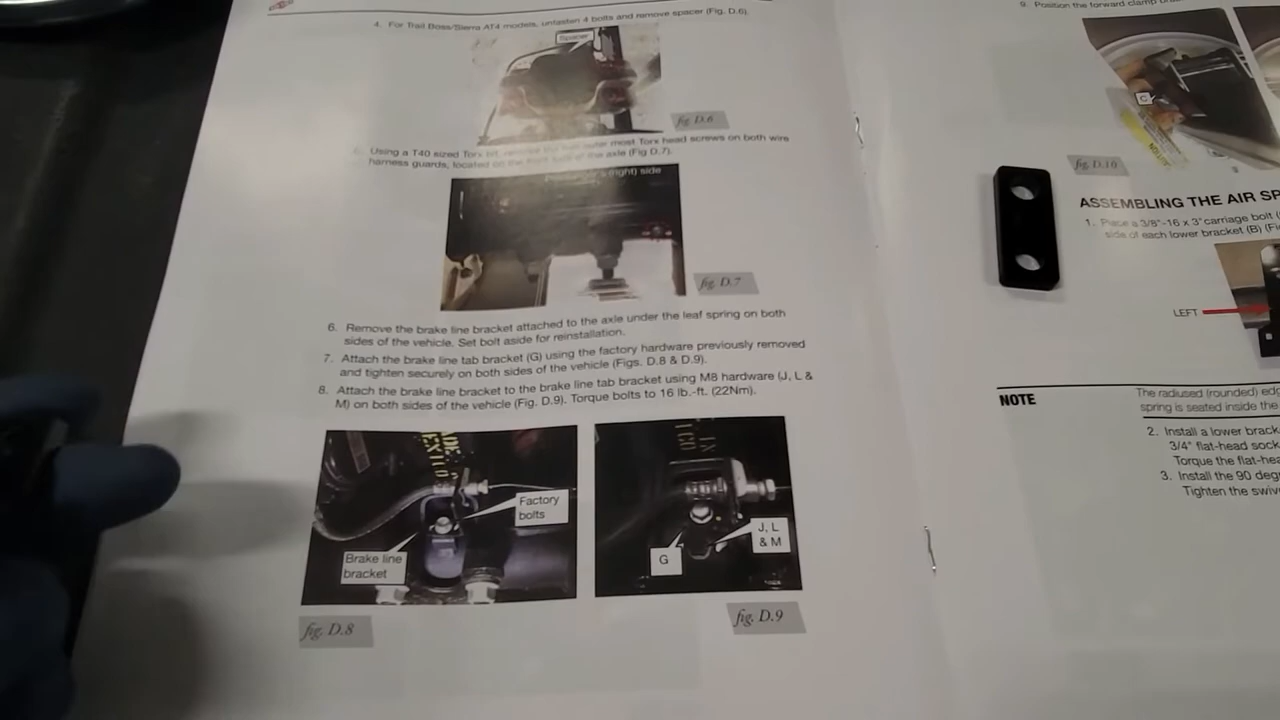 4. For Trail Boss/Sierra AT4 models, unfasten 4 bolts and remove spacer (Fig. D.6).
Spacer
fig. D.6
Using a T40 sized Torx bit, remove the outer most Torx head screws on both wire
harness guards, located on the front side of the axle (Fig D.7).
Passenger's (right) side
fig. D.7
6. Remove the brake line bracket attached to the axle under the leaf spring on both
sides of the vehicle. Set bolt aside for reinstallation.
7. Attach the brake line tab bracket (G) using the factory hardware previously removed
and tighten securely on both sides of the vehicle (Figs. D.8 & D.9).
8. Attach the brake line bracket to the brake line tab bracket using M8 hardware (J, L &
M) on both sides of the vehicle (Fig. D.9). Torque bolts to 16 lb.-ft. (22Nm).
Factory
bolts
Brake line
bracket
fig. D.8
J, L
& M
G
fig. D.9
9. Position the forward clamp
C
fig. D.10
ASSEMBLING THE AIR SP
1. Place a 3/8"-16 x 3" carriage bolt
side of each lower bracket (B)
LEFT
B
NOTE
The radiused (rounded)
spring is seated inside the
2. Install a lower
3/4" flat-head
Torque the
3. Install the 90
Tighten the